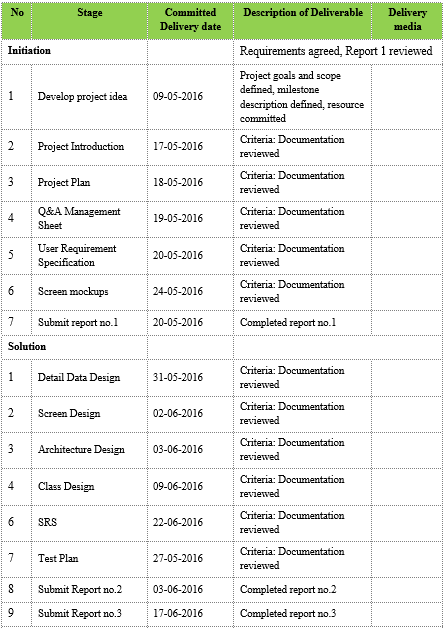 No Stage Committed Description of Deliverable Delivery
Delivery date media
Initiation Requirements agreed, Report 1 reviewed
Project goals and scope
defined, milestone
1 Develop project idea 09-05-2016
description defined, resource
committed
2 Project Introduction 17-05-2016 Criteria: Documentation
reviewed
3 Project Plan 18-05-2016 Criteria: Documentation
reviewed
4 Q&A Management 19-05-2016 Criteria: Documentation
Sheet reviewed
5 User Requirement 20-05-2016 Criteria: Documentation
Specification reviewed
6 Screen mockups 24-05-2016 Criteria: Documentation
reviewed
7 Submit report no.1 20-05-2016 Completed report no.1
Solution
1 Detail Data Design 31-05-2016 Criteria: Documentation
reviewed
2 Screen Design 02-06-2016 Criteria: Documentation
reviewed
3 Architecture Design 03-06-2016 Criteria: Documentation
reviewed
4 Class Design 09-06-2016 Criteria: Documentation
reviewed
6 SRS 22-06-2016 Criteria: Documentation
reviewed
7 Test Plan 27-05-2016 Criteria: Documentation
reviewed
8 Submit Report no.2 03-06-2016 Completed report no.2
9 Submit Report no.3 17-06-2016 Completed report no.3